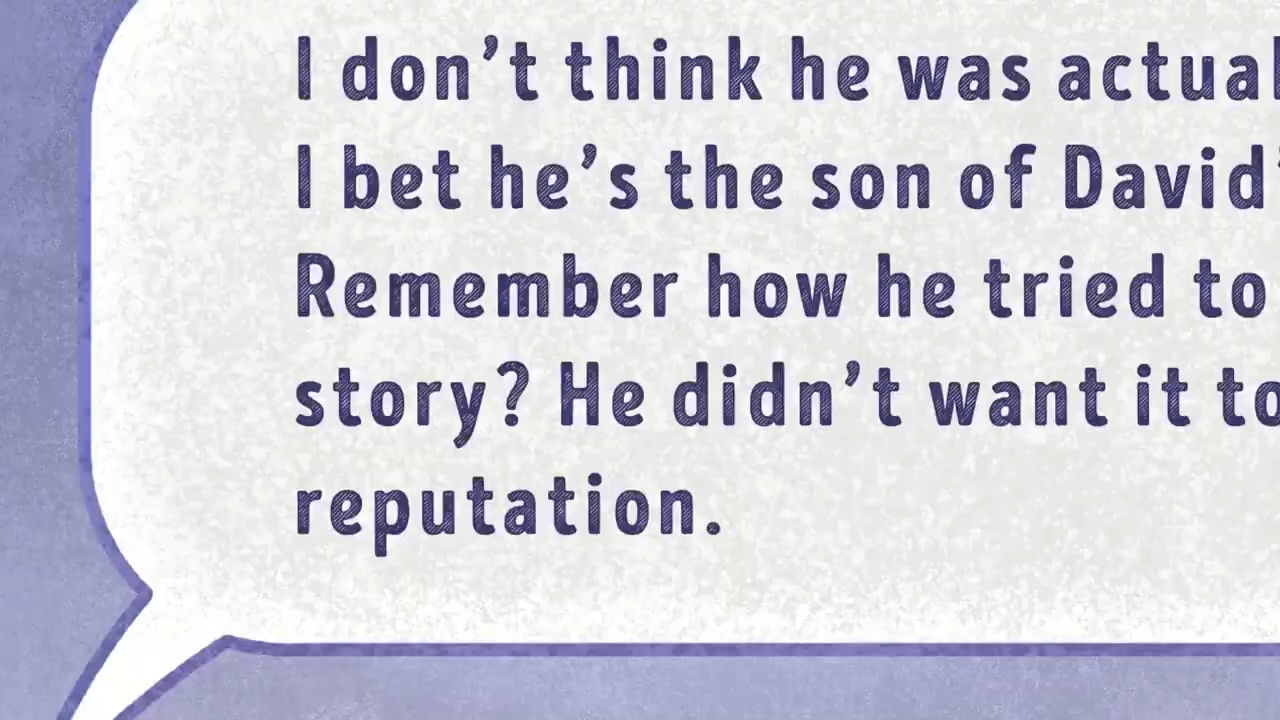 I don’t think he was actual
I bet he’s the son of David’
Remember how he tried to
story? He didn’t want it to
reputation.